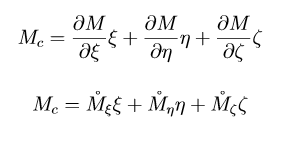 M_c = \frac{\partial M}{\partial \xi} \xi + \frac{\partial M}{\partial \eta} \eta + \frac{\partial M}{\partial \zeta} \zeta
M_c = \mathring{M}_\xi \xi + \mathring{M}_\eta \eta + \mathring{M}_\zeta \zeta